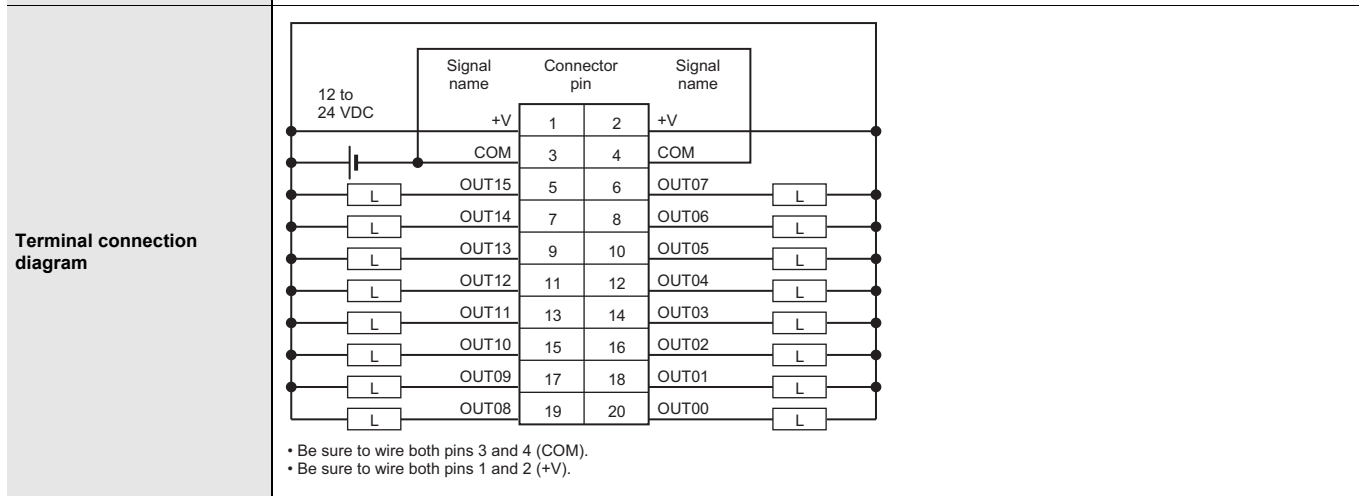 Terminal connection
diagram
Signal
name
Connector
pin
Signal
name
12 to
24 VDC
+V 1 2 +V
COM 3 4 COM
L OUT15 5 6 OUT07 L
L OUT14 7 8 OUT06 L
L OUT13 9 10 OUT05 L
L OUT12 11 12 OUT04 L
L OUT11 13 14 OUT03 L
L OUT10 15 16 OUT02 L
L OUT09 17 18 OUT01 L
L OUT08 19 20 OUT00 L
• Be sure to wire both pins 3 and 4 (COM).
• Be sure to wire both pins 1 and 2 (+V).